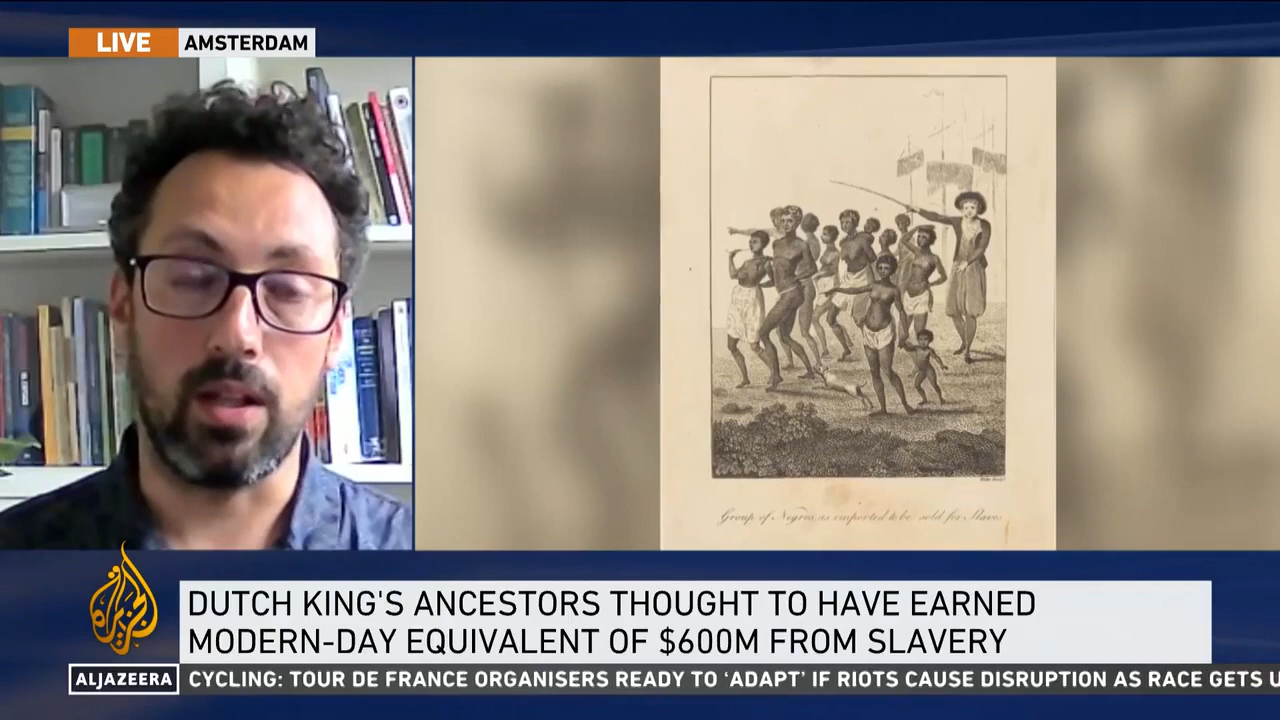 LIVE
AMSTERDAM
Group of Negros, as imported to be sold for Slaves
DUTCH KING'S ANCESTORS THOUGHT TO HAVE EARNED
MODERN-DAY EQUIVALENT OF $600M FROM SLAVERY
ALJAZEERA
CYCLING: TOUR DE FRANCE ORGANISERS READY TO ‘ADAPT’ IF RIOTS CAUSE DISRUPTION AS RACE GETS U